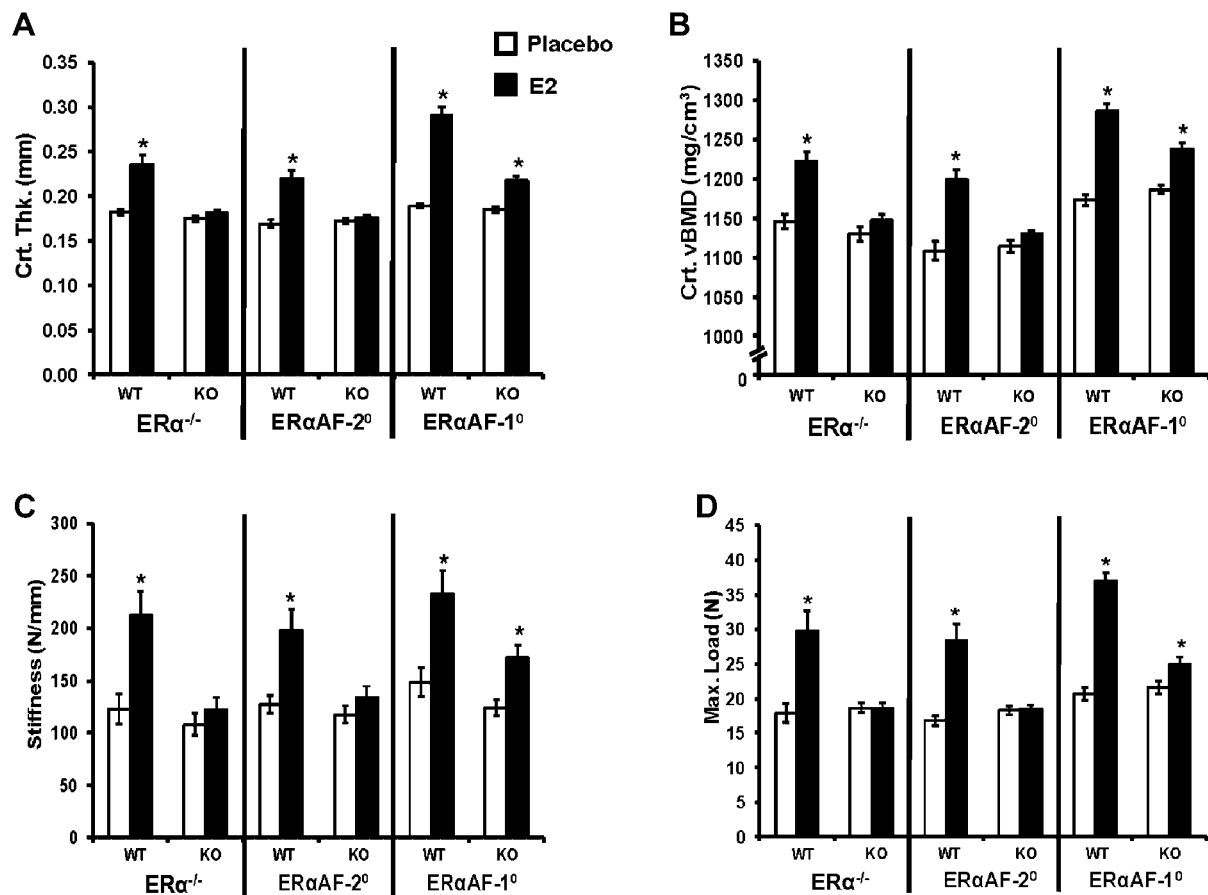 A
Placebo
E2
Crt. Thk. (mm)
0.35
0.30
0.25
0.20
0.15
0.10
0.05
0.00
* * * *
WT KO WT KO WT KO
ERα-/- ERαAF-2⁰ ERαAF-1⁰
B
Crt. vBMD (mg/cm³)
1350
1300
1250
1200
1150
1100
1050
1000
0
* * * *
WT KO WT KO WT KO
ERα-/- ERαAF-2⁰ ERαAF-1⁰
C
Stiffness (N/mm)
300
250
200
150
100
50
0
* * * *
WT KO WT KO WT KO
ERα-/- ERαAF-2⁰ ERαAF-1⁰
D
Max. Load (N)
45
40
35
30
25
20
15
10
5
0
* * * *
WT KO WT KO WT KO
ERα-/- ERαAF-2⁰ ERαAF-1⁰